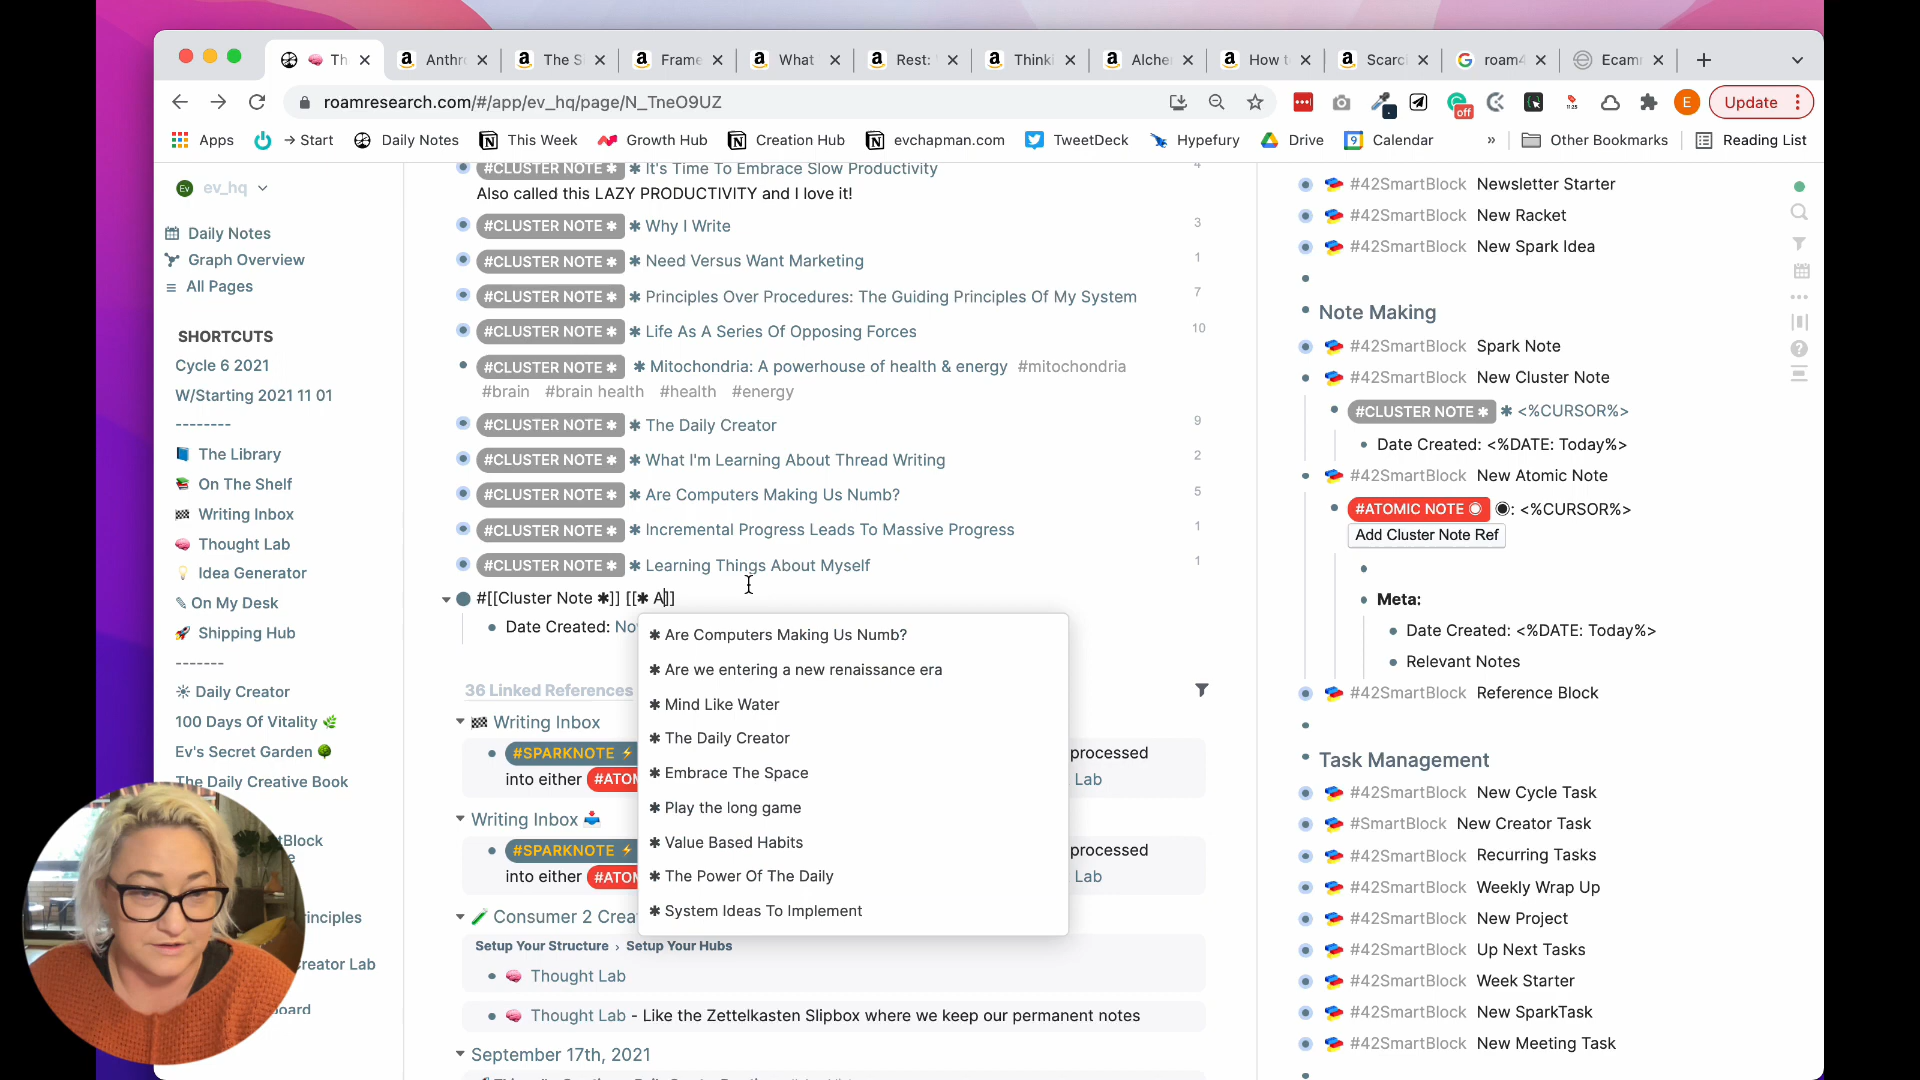 Th
Anthr
The S
Frame
What
Rest:
Thinki
Alche
How t
Scarci
roam4
Ecamm
roamresearch.com/#/app/ev_hq/page/N_TneO9UZ
off
E
Update
Apps
→ Start
Daily Notes
This Week
Growth Hub
Creation Hub
evchapman.com
TweetDeck
Hypefury
Drive
Calendar
»
Other Bookmarks
Reading List
Ev ev_hq
Daily Notes
Graph Overview
All Pages
SHORTCUTS
Cycle 6 2021
W/Starting 2021 11 01
--------
The Library
On The Shelf
Writing Inbox
Thought Lab
Idea Generator
On My Desk
Shipping Hub
-------
Daily Creator
100 Days Of Vitality
Ev's Secret Garden
The Daily Creative Book
rtBlock
rinciples
reator Lab
oard
#CLUSTER NOTE ✱ ✱ It's Time To Embrace Slow Productivity 4
Also called this LAZY PRODUCTIVITY and I love it!
#CLUSTER NOTE ✱ ✱ Why I Write 3
#CLUSTER NOTE ✱ ✱ Need Versus Want Marketing 1
#CLUSTER NOTE ✱ ✱ Principles Over Procedures: The Guiding Principles Of My System 7
#CLUSTER NOTE ✱ ✱ Life As A Series Of Opposing Forces 10
#CLUSTER NOTE ✱ ✱ Mitochondria: A powerhouse of health & energy #mitochondria
#brain #brain health #health #energy
#CLUSTER NOTE ✱ ✱ The Daily Creator 9
#CLUSTER NOTE ✱ ✱ What I'm Learning About Thread Writing 2
#CLUSTER NOTE ✱ ✱ Are Computers Making Us Numb? 5
#CLUSTER NOTE ✱ ✱ Incremental Progress Leads To Massive Progress 1
#CLUSTER NOTE ✱ ✱ Learning Things About Myself 1
#[[Cluster Note ✱]] [[✱ A]]
Date Created: No
✱ Are Computers Making Us Numb?
✱ Are we entering a new renaissance era
✱ Mind Like Water
✱ The Daily Creator
✱ Embrace The Space
✱ Play the long game
✱ Value Based Habits
✱ The Power Of The Daily
✱ System Ideas To Implement
36 Linked References
Writing Inbox
#SPARKNOTE ⚡ processed
into either #ATOM Lab
Writing Inbox
#SPARKNOTE ⚡ processed
into either #ATOM Lab
Consumer 2 Crea
Setup Your Structure › Setup Your Hubs
Thought Lab
Thought Lab - Like the Zettelkasten Slipbox where we keep our permanent notes
September 17th, 2021
#42SmartBlock Newsletter Starter
#42SmartBlock New Racket
#42SmartBlock New Spark Idea
Note Making
#42SmartBlock Spark Note
#42SmartBlock New Cluster Note
#CLUSTER NOTE ✱ ✱ <%CURSOR%>
Date Created: <%DATE: Today%>
#42SmartBlock New Atomic Note
#ATOMIC NOTE ◉ ◉: <%CURSOR%>
Add Cluster Note Ref
Meta:
Date Created: <%DATE: Today%>
Relevant Notes
#42SmartBlock Reference Block
Task Management
#42SmartBlock New Cycle Task
#SmartBlock New Creator Task
#42SmartBlock Recurring Tasks
#42SmartBlock Weekly Wrap Up
#42SmartBlock New Project
#42SmartBlock Up Next Tasks
#42SmartBlock Week Starter
#42SmartBlock New SparkTask
#42SmartBlock New Meeting Task